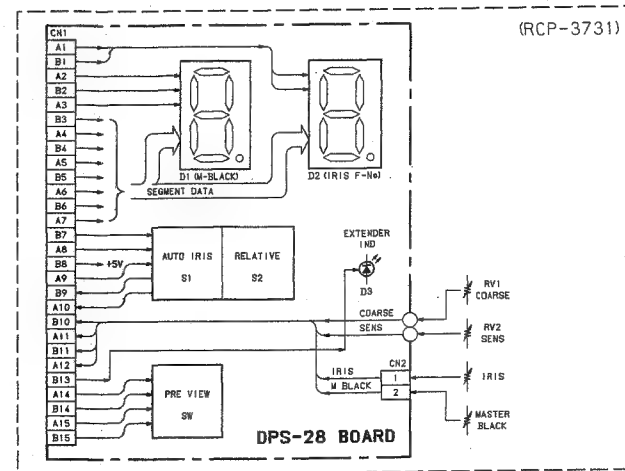 (RCP-3731)
CN1
A1
B1
A2
B2
A3
B3
A4
B4
A5
B5
A6
B6
A7
B7
A8
B8
A9
B9
A10
B10
A11
B11
A12
B13
A14
B14
A15
B15
D1 (M-BLACK)
D2 (IRIS F-No)
SEGMENT DATA
+5V
AUTO IRIS
S1
RELATIVE
S2
EXTENDER
IND
D3
COARSE
SENS
RV1
COARSE
RV2
SENS
CN2
IRIS
1
M BLACK
2
IRIS
MASTER
BLACK
PRE VIEW
SW
DPS-28 BOARD